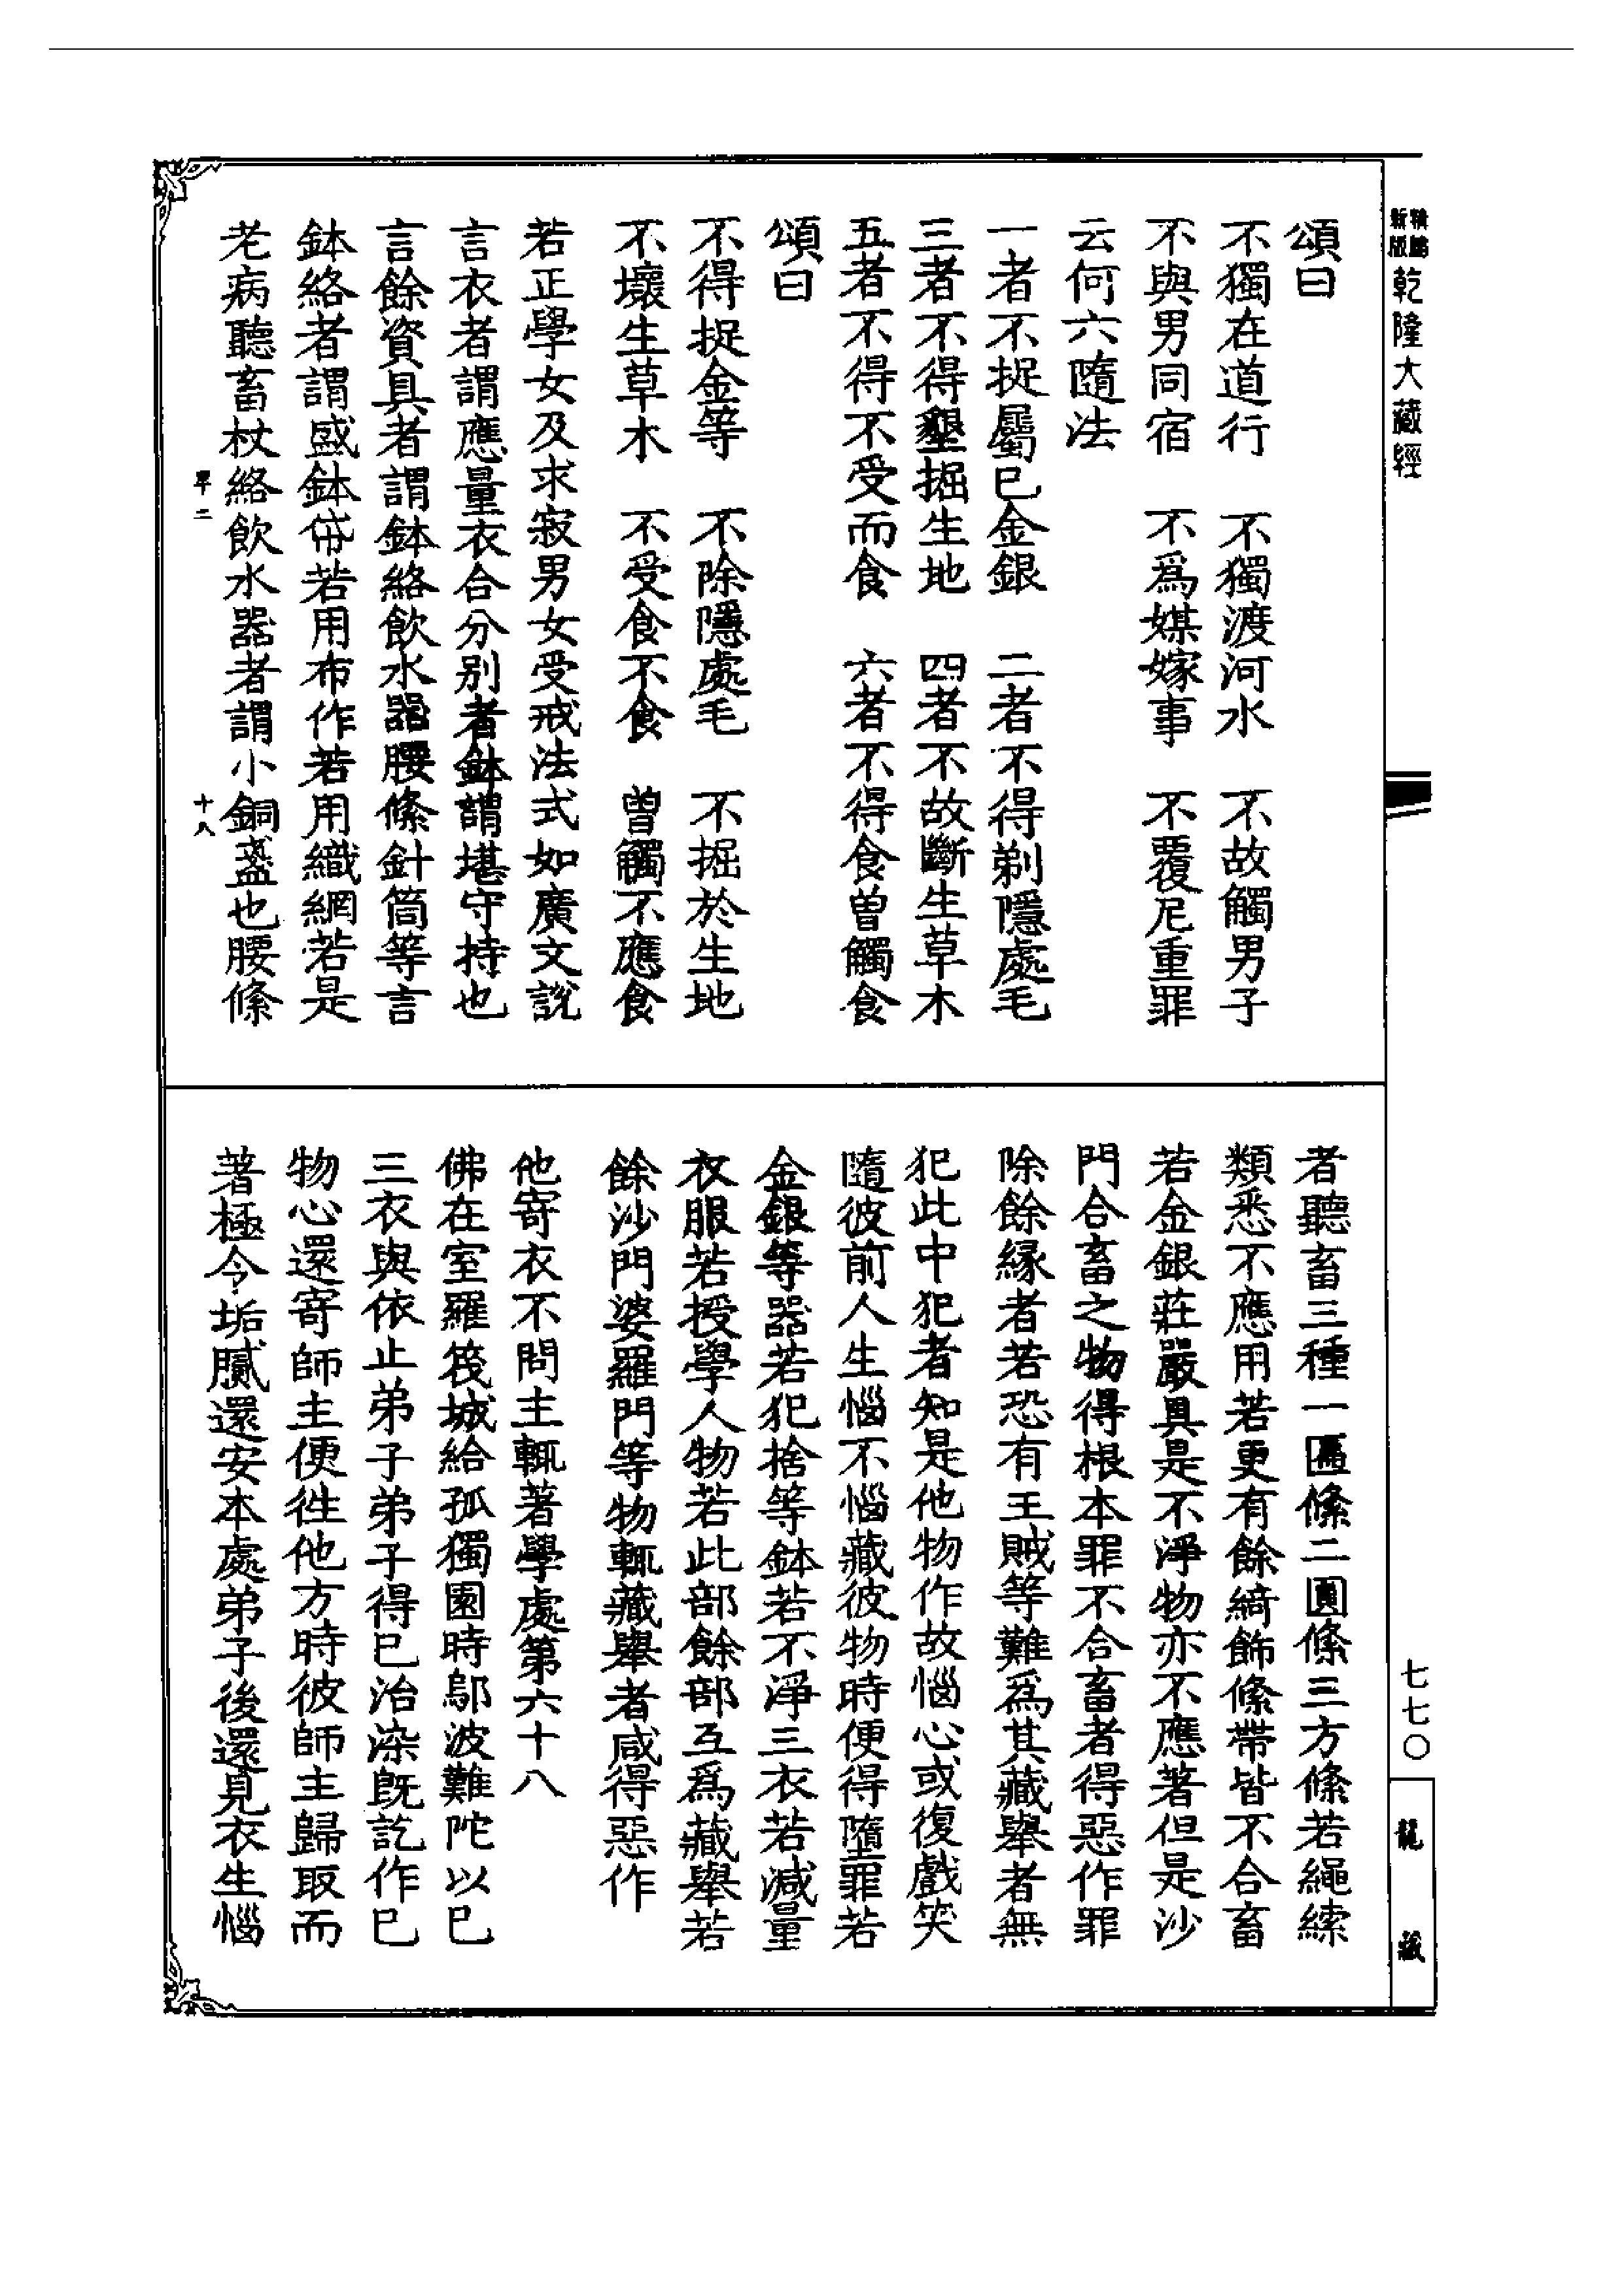 新版精縮乾隆大藏經
頌曰
不獨在道行　不獨渡河水　不故觸男子
不與男同宿　不爲媒嫁事　不覆尼重罪
云何六隨法
一者不捉屬已金銀　二者不得剃隱處毛
三者不得墾掘生地　四者不故斷生草木
五者不得不受而食　六者不得食曾觸食
頌曰
不得捉金等　不除隱處毛　不掘於生地
不壞生草木　不受食不食　曾觸不應食
若正學女及求寂男女受戒法式如廣文說
言衣者謂應量衣合分別者鉢謂堪守持也
言餘資具者謂鉢絡飲水器腰絛針筒等言
鉢絡者謂盛鉢帒若用布作若用織網若是
老病聽畜杖絡飲水器者謂小銅盞也腰絛
十八
者聽畜三種一匾絛二圓絛三方絛若繩縤
類悉不應用若更有餘綺飾絛帶皆不合畜
若金銀莊嚴具是不淨物亦不應著但是沙
門合畜之物得根本罪不合畜者得惡作罪
除餘緣者若恐有王賊等難爲其藏舉者無
犯此中犯者知是他物作故惱心或復戲笑
隨彼前人生惱不惱藏彼物時便得墮罪若
金銀等器若犯捨等鉢若不淨三衣若減量
衣服若授學人物若此部餘部互爲藏舉若
餘沙門婆羅門等物輒藏舉者咸得惡作
他寄衣不問主輒著學處第六十八
佛在室羅筏城給孤獨園時鄔波難陀以已
三衣與依止弟子弟子得已治染既訖作已
物心還寄師主便徃他方時彼師主歸取而
著極令垢膩還安本處弟子後還見衣生惱
七七〇
龍藏